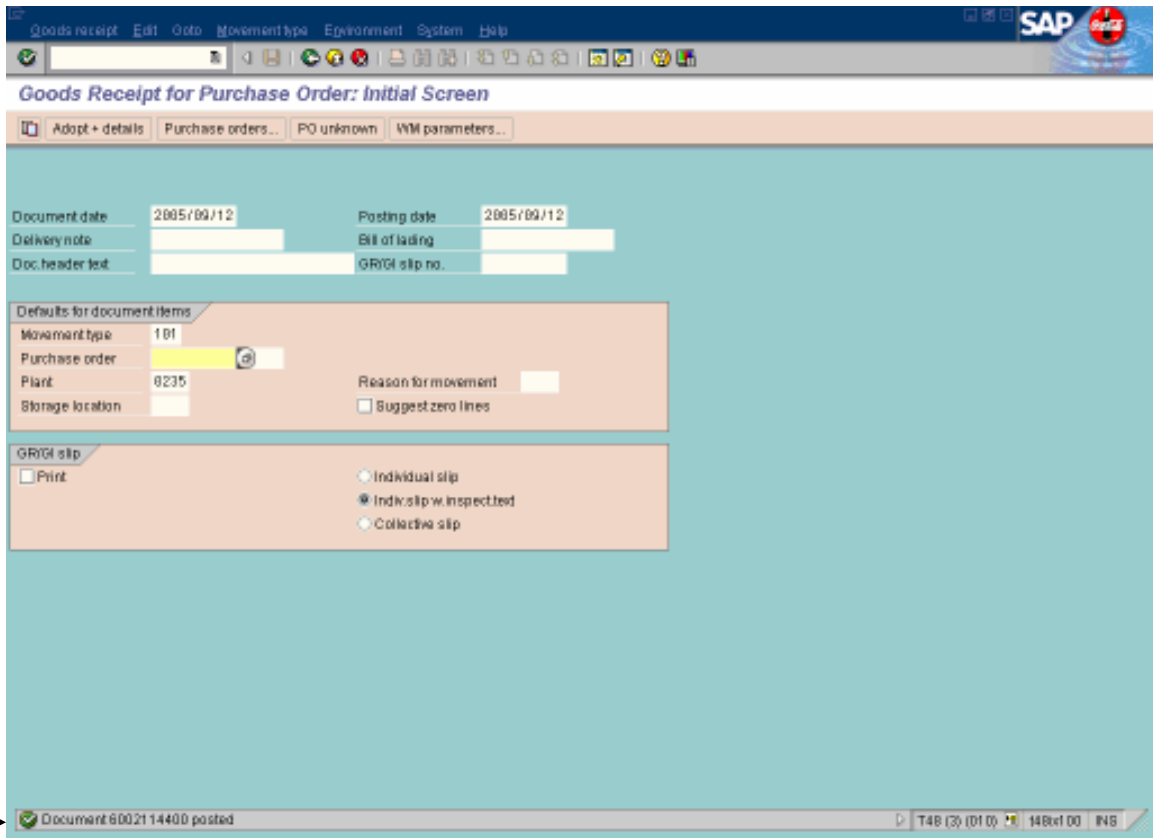 Goods receipt Edit Goto Movement type Environment System Help
SAP
Goods Receipt for Purchase Order: Initial Screen
Adopt + details Purchase orders... PO unknown WM parameters...
Document date 2005/09/12 Posting date 2005/09/12
Delivery note Bill of lading
Doc.header text GR/GI slip no.
Defaults for document items
Movement type 101
Purchase order
Plant 0235 Reason for movement
Storage location Suggest zero lines
GR/GI slip
Print Individual slip
Indiv.slip w.inspect.text
Collective slip
Document 6002114400 posted T48 (3) (010) INS